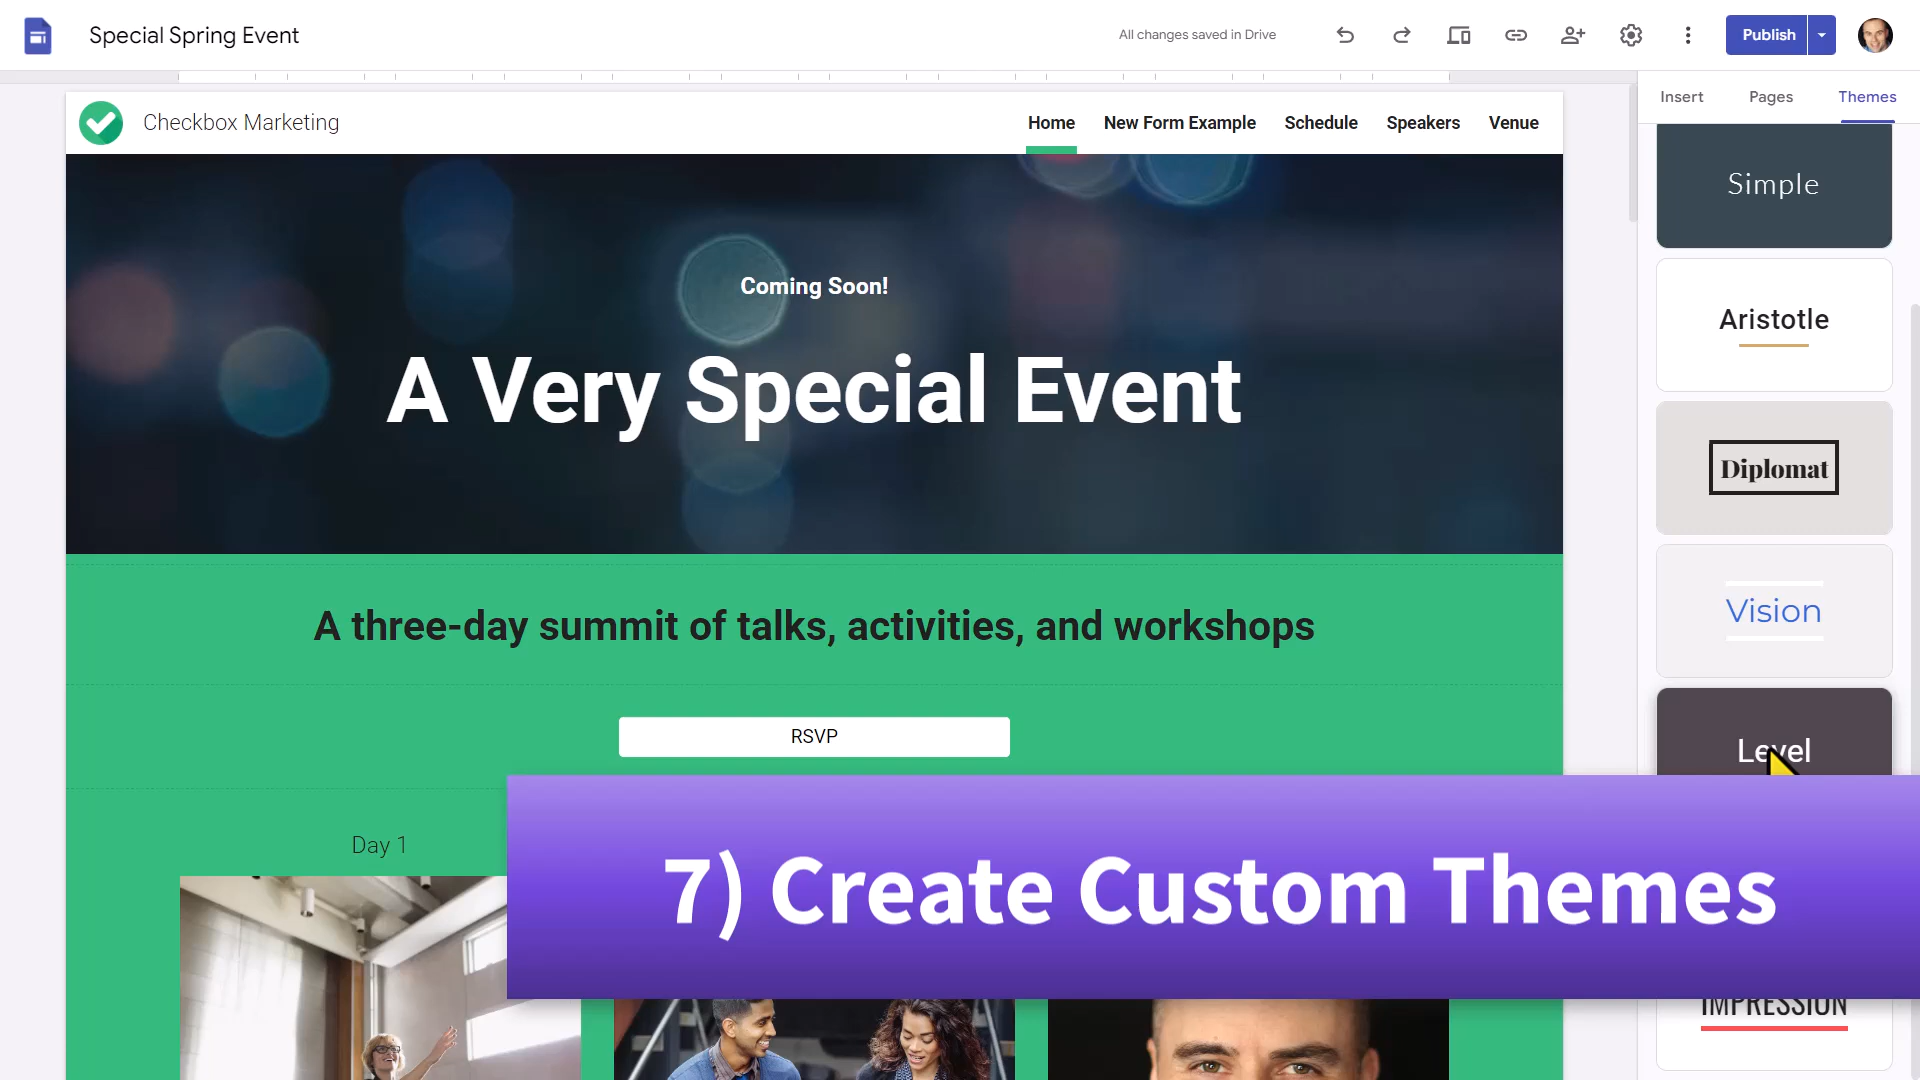 Special Spring Event
All changes saved in Drive
Publish
Insert
Pages
Themes
Checkbox Marketing
Home
New Form Example
Schedule
Speakers
Venue
Coming Soon!
A Very Special Event
A three-day summit of talks, activities, and workshops
RSVP
Day 1
Simple
Aristotle
Diplomat
Vision
Level
7) Create Custom Themes
IMPRESSION